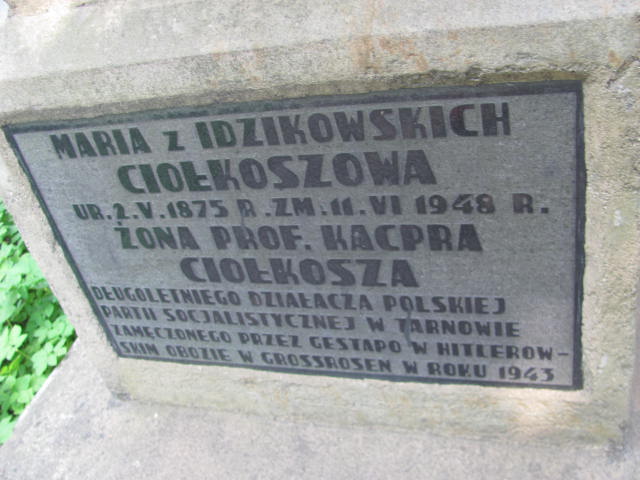 MARIA z IDZIKOWSKICH
CIOŁKOSZOWA
UR. 2. V. 1875 R. ZM. 11. VI 1948 R.
ŻONA PROF. KACPRA
CIOŁKOSZA
DŁUGOLETNIEGO DZIAŁACZA POLSKIEJ
PARTII SOCJALISTYCZNEJ W TARNOWIE
ZAMĘCZONEGO PRZEZ GESTAPO W HITLEROW-
SKIM OBOZIE W GROSSROSEN W ROKU 1943